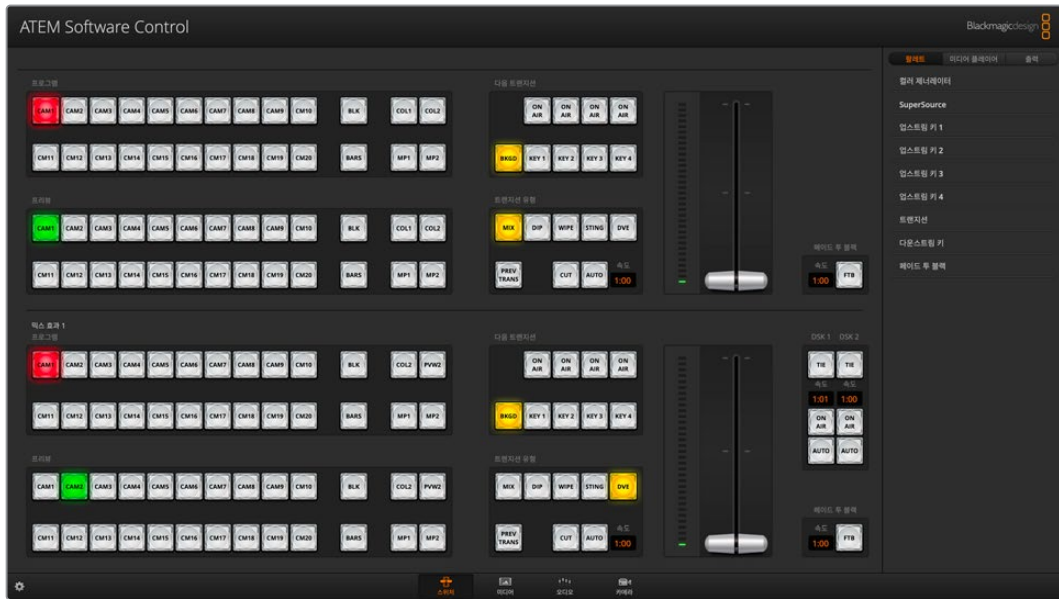 ATEM Software Control
Blackmagicdesign
팔레트 미디어 플레이어 출력
컬러 제너레이터
SuperSource
업스트림 키 1
업스트림 키 2
업스트림 키 3
업스트림 키 4
트랜지션
다운스트림 키
페이드 투 블랙
프로그램
CAM1 CAM2 CAM3 CAM4 CAM5 CAM6 CAM7 CAM8 CAM9 CM10 BLK COL1 COL2
CM11 CM12 CM13 CM14 CM15 CM16 CM17 CM18 CM19 CM20 BARS MP1 MP2
다음 트랜지션
ON AIR ON AIR ON AIR ON AIR
BKGD KEY 1 KEY 2 KEY 3 KEY 4
프리뷰
CAM1 CAM2 CAM3 CAM4 CAM5 CAM6 CAM7 CAM8 CAM9 CM10 BLK COL1 COL2
CM11 CM12 CM13 CM14 CM15 CM16 CM17 CM18 CM19 CM20 BARS MP1 MP2
트랜지션 유형
MIX DIP WIPE STING DVE
속도
PREV TRANS CUT AUTO 1:00
페이드 투 블랙
속도
1:00 FTB
믹스 효과 1
프로그램
CAM1 CAM2 CAM3 CAM4 CAM5 CAM6 CAM7 CAM8 CAM9 CM10 BLK COL2 PVW2
CM11 CM12 CM13 CM14 CM15 CM16 CM17 CM18 CM19 CM20 BARS MP1 MP2
다음 트랜지션
ON AIR ON AIR ON AIR ON AIR
BKGD KEY 1 KEY 2 KEY 3 KEY 4
DSK 1 DSK 2
TIE TIE
속도 속도
1:01 1:00
ON AIR ON AIR
AUTO AUTO
프리뷰
CAM1 CAM2 CAM3 CAM4 CAM5 CAM6 CAM7 CAM8 CAM9 CM10 BLK COL2 PVW2
CM11 CM12 CM13 CM14 CM15 CM16 CM17 CM18 CM19 CM20 BARS MP1 MP2
트랜지션 유형
MIX DIP WIPE STING DVE
속도
PREV TRANS CUT AUTO 1:00
페이드 투 블랙
속도
1:00 FTB
스위처 미디어 오디오 카메라